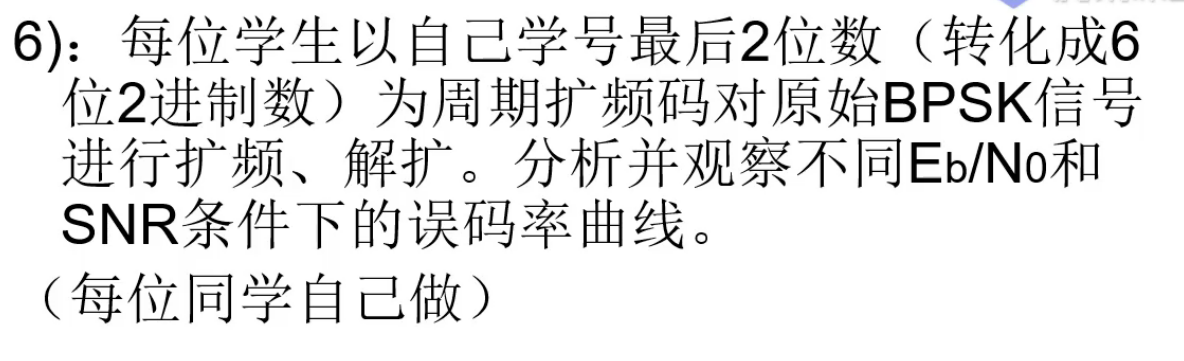 6)：每位学生以自己学号最后2位数（转化成6
位2进制数）为周期扩频码对原始BPSK信号
进行扩频、解扩。分析并观察不同Eb/N0和
SNR条件下的误码率曲线。
（每位同学自己做）